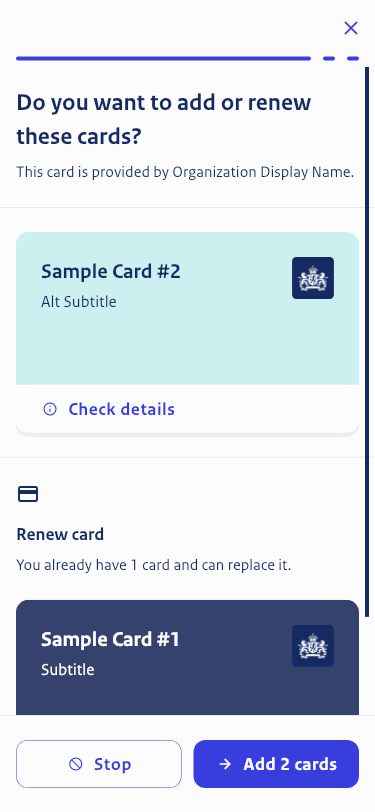 Do you want to add or renew
these cards?
This card is provided by Organization Display Name.
Sample Card #2
Alt Subtitle
Check details
Renew card
You already have 1 card and can replace it.
Sample Card #1
Subtitle
Stop
Add 2 cards